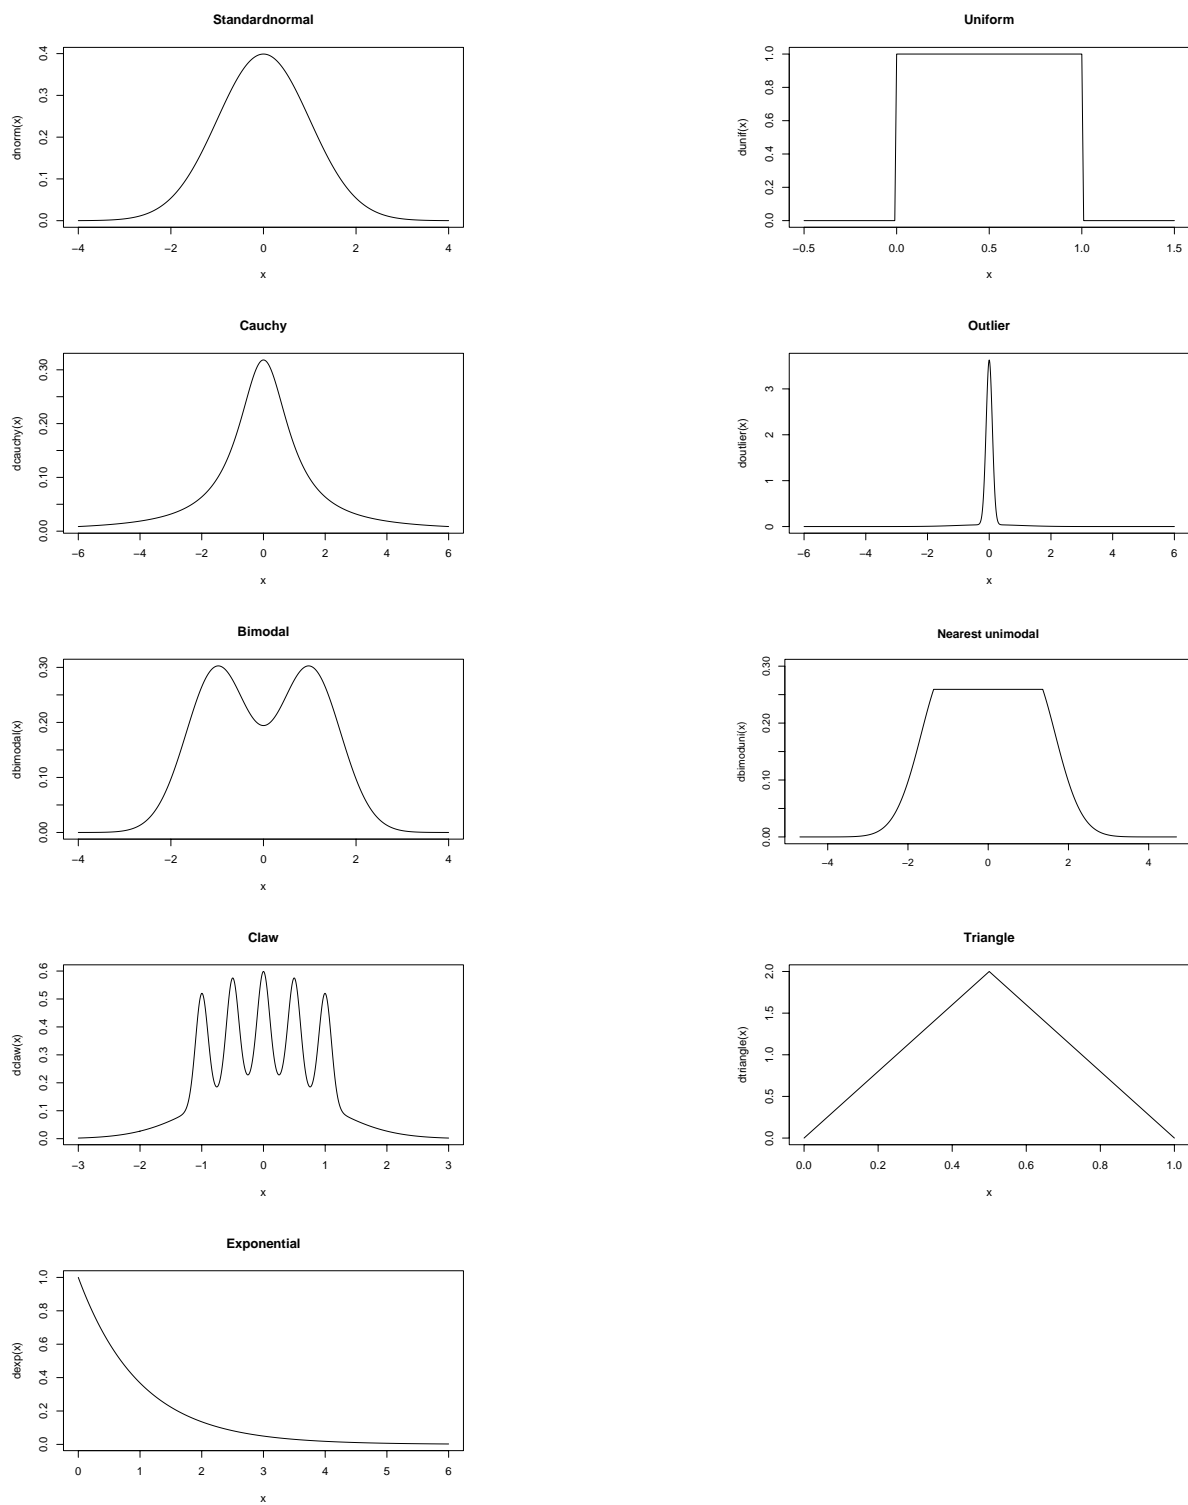 Standardnormal
dnorm(x)
0.4
0.3
0.2
0.1
0.0
−4 −2 0 2 4
x
Uniform
dunif(x)
1.0
0.8
0.6
0.4
0.2
0.0
−0.5 0.0 0.5 1.0 1.5
x
Cauchy
dcauchy(x)
0.30
0.20
0.10
0.00
−6 −4 −2 0 2 4 6
x
Outlier
doutlier(x)
3
2
1
0
−6 −4 −2 0 2 4 6
x
Bimodal
dbimodal(x)
0.30
0.20
0.10
0.00
−4 −2 0 2 4
x
Nearest unimodal
dbimoduni(x)
0.30
0.20
0.10
0.00
−4 −2 0 2 4
Claw
dclaw(x)
0.6
0.5
0.4
0.3
0.2
0.1
0.0
−3 −2 −1 0 1 2 3
x
Triangle
dtriangle(x)
2.0
1.5
1.0
0.5
0.0
0.0 0.2 0.4 0.6 0.8 1.0
x
Exponential
dexp(x)
1.0
0.8
0.6
0.4
0.2
0.0
0 1 2 3 4 5 6
x